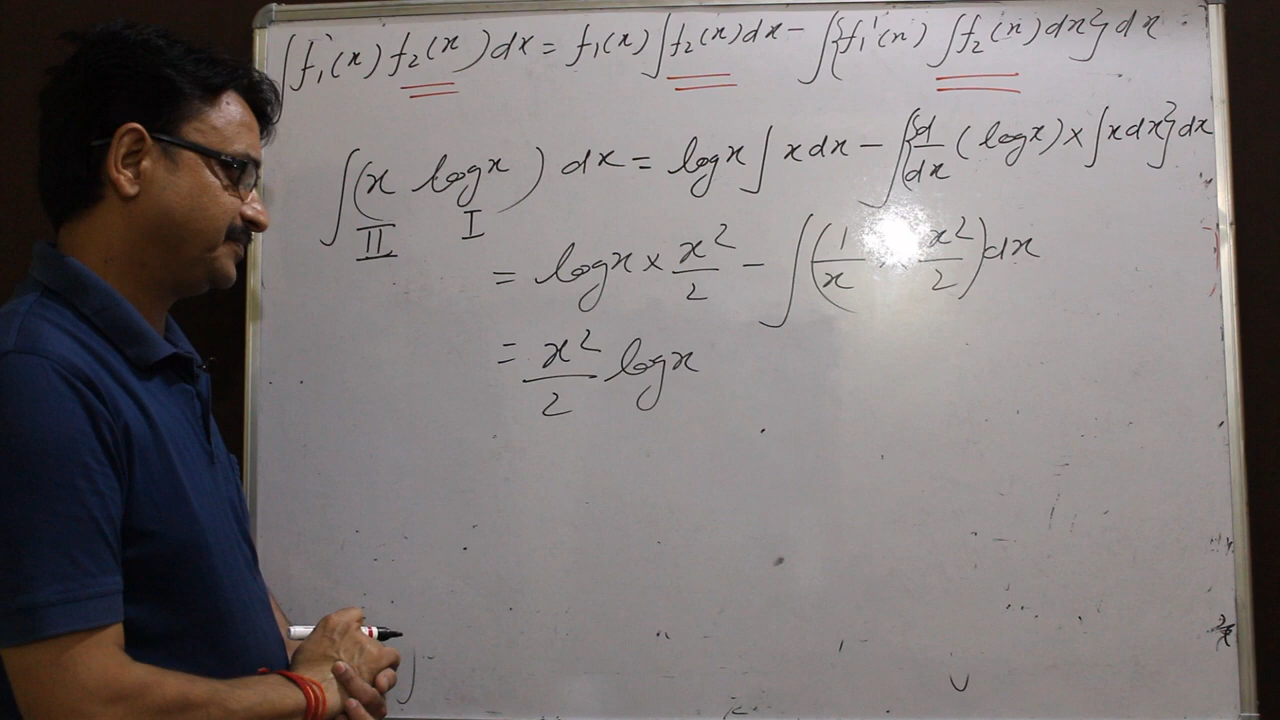 ∫f₁(x) f₂(x) dx = f₁(x) ∫f₂(x) dx - ∫{f₁'(x) ∫f₂(x) dx} dx
∫(x log x) dx = log x ∫ x dx - ∫{d/dx (log x) × ∫x dx} dx
II I
= log x × x²/2 - ∫(1/x · x²/2) dx
= x²/2 log x